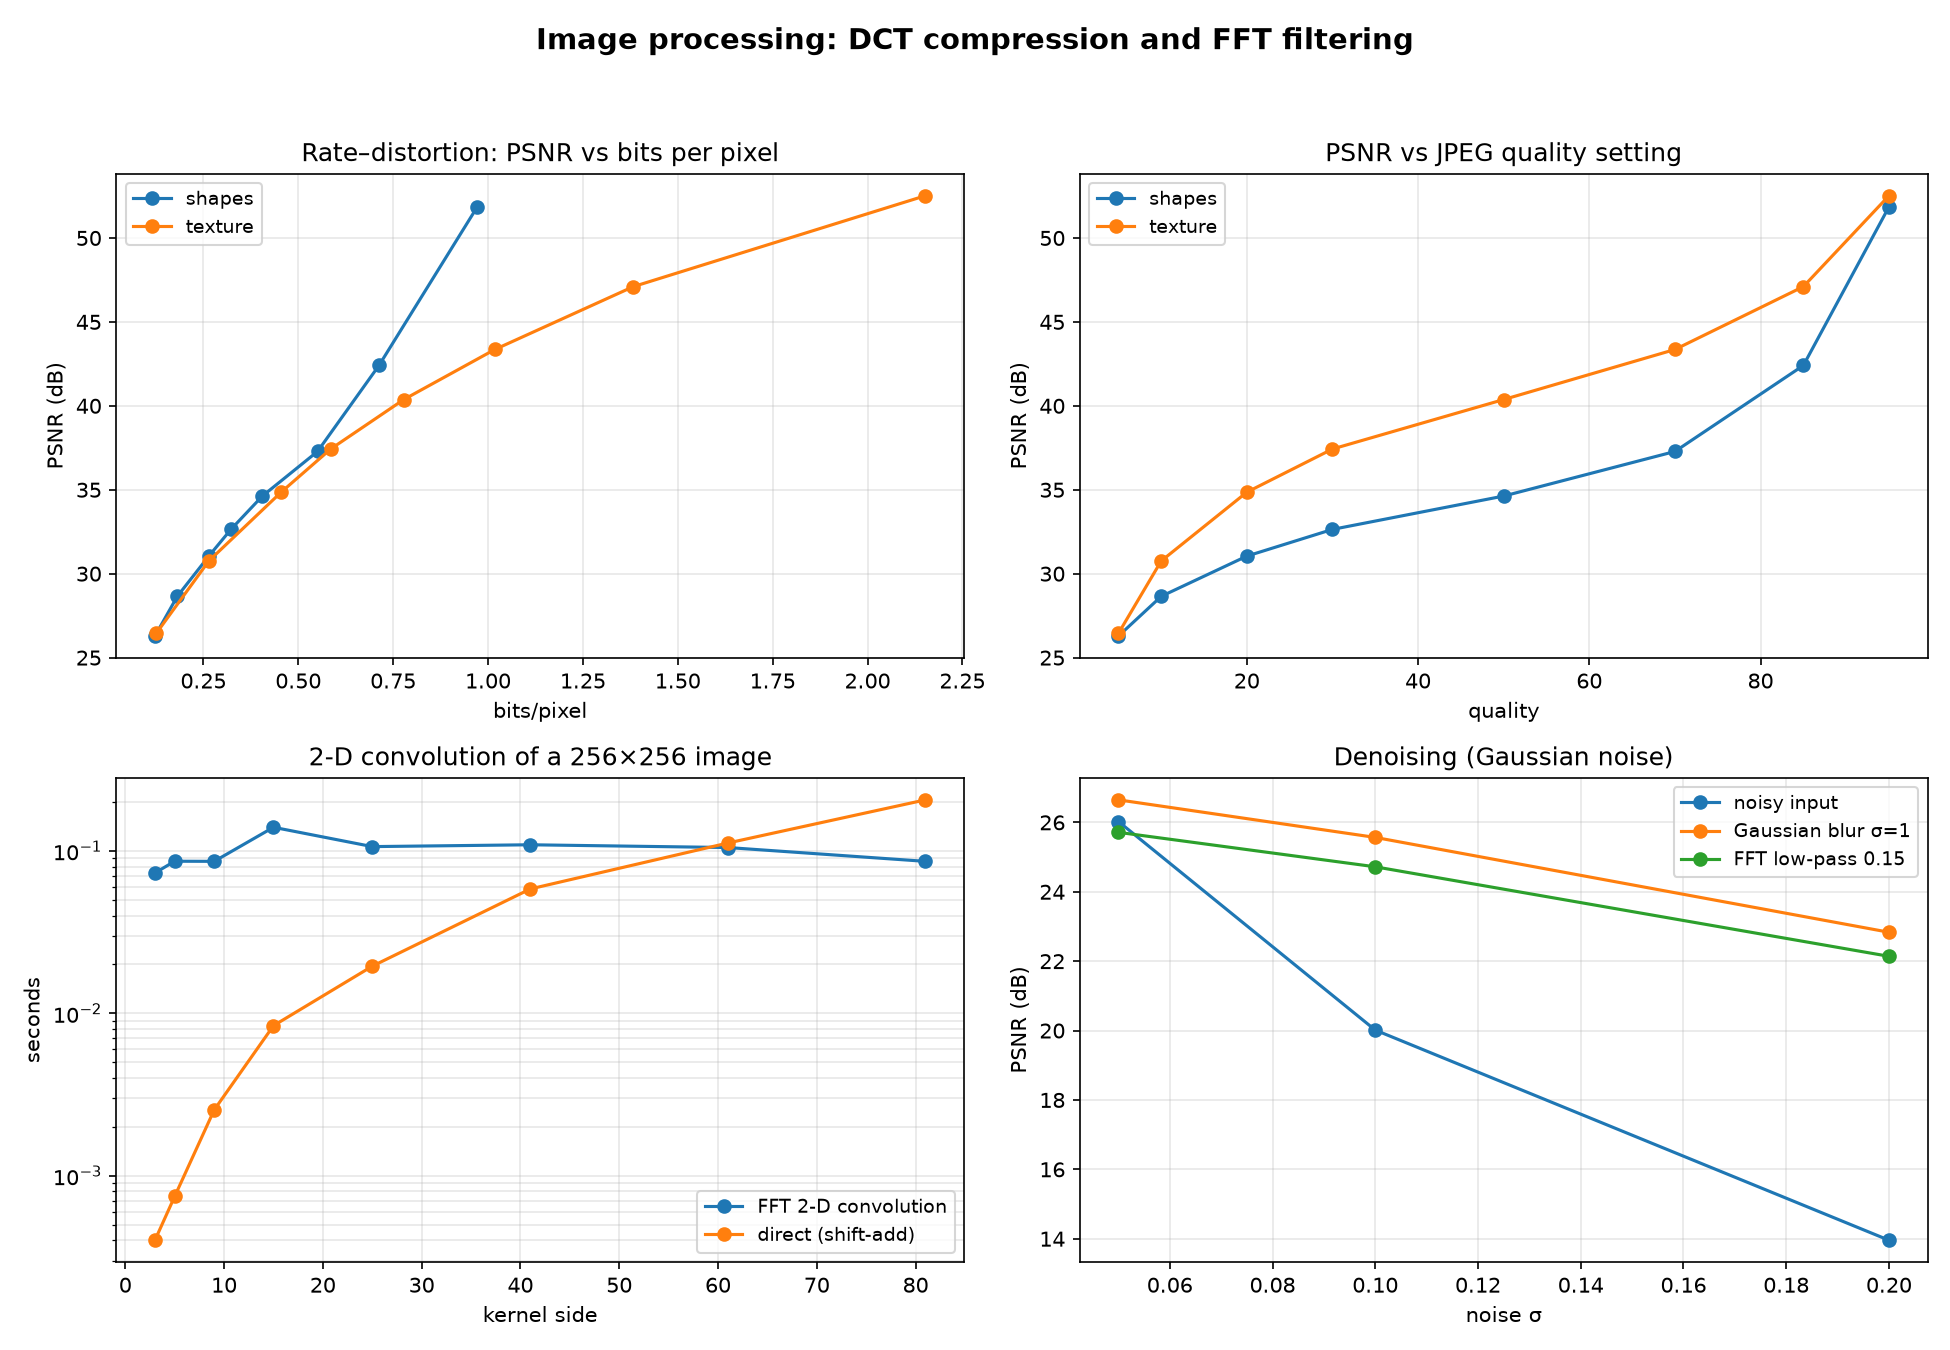 Image processing: DCT compression and FFT filtering
Rate–distortion: PSNR vs bits per pixel
shapes
texture
PSNR (dB)
50
45
40
35
30
25
0.25 0.50 0.75 1.00 1.25 1.50 1.75 2.00 2.25
bits/pixel
PSNR vs JPEG quality setting
shapes
texture
PSNR (dB)
50
45
40
35
30
25
20 40 60 80
quality
2-D convolution of a 256×256 image
seconds
10⁻¹
10⁻²
10⁻³
FFT 2-D convolution
direct (shift-add)
0 10 20 30 40 50 60 70 80
kernel side
Denoising (Gaussian noise)
noisy input
Gaussian blur σ=1
FFT low-pass 0.15
PSNR (dB)
26
24
22
20
18
16
14
0.06 0.08 0.10 0.12 0.14 0.16 0.18 0.20
noise σ